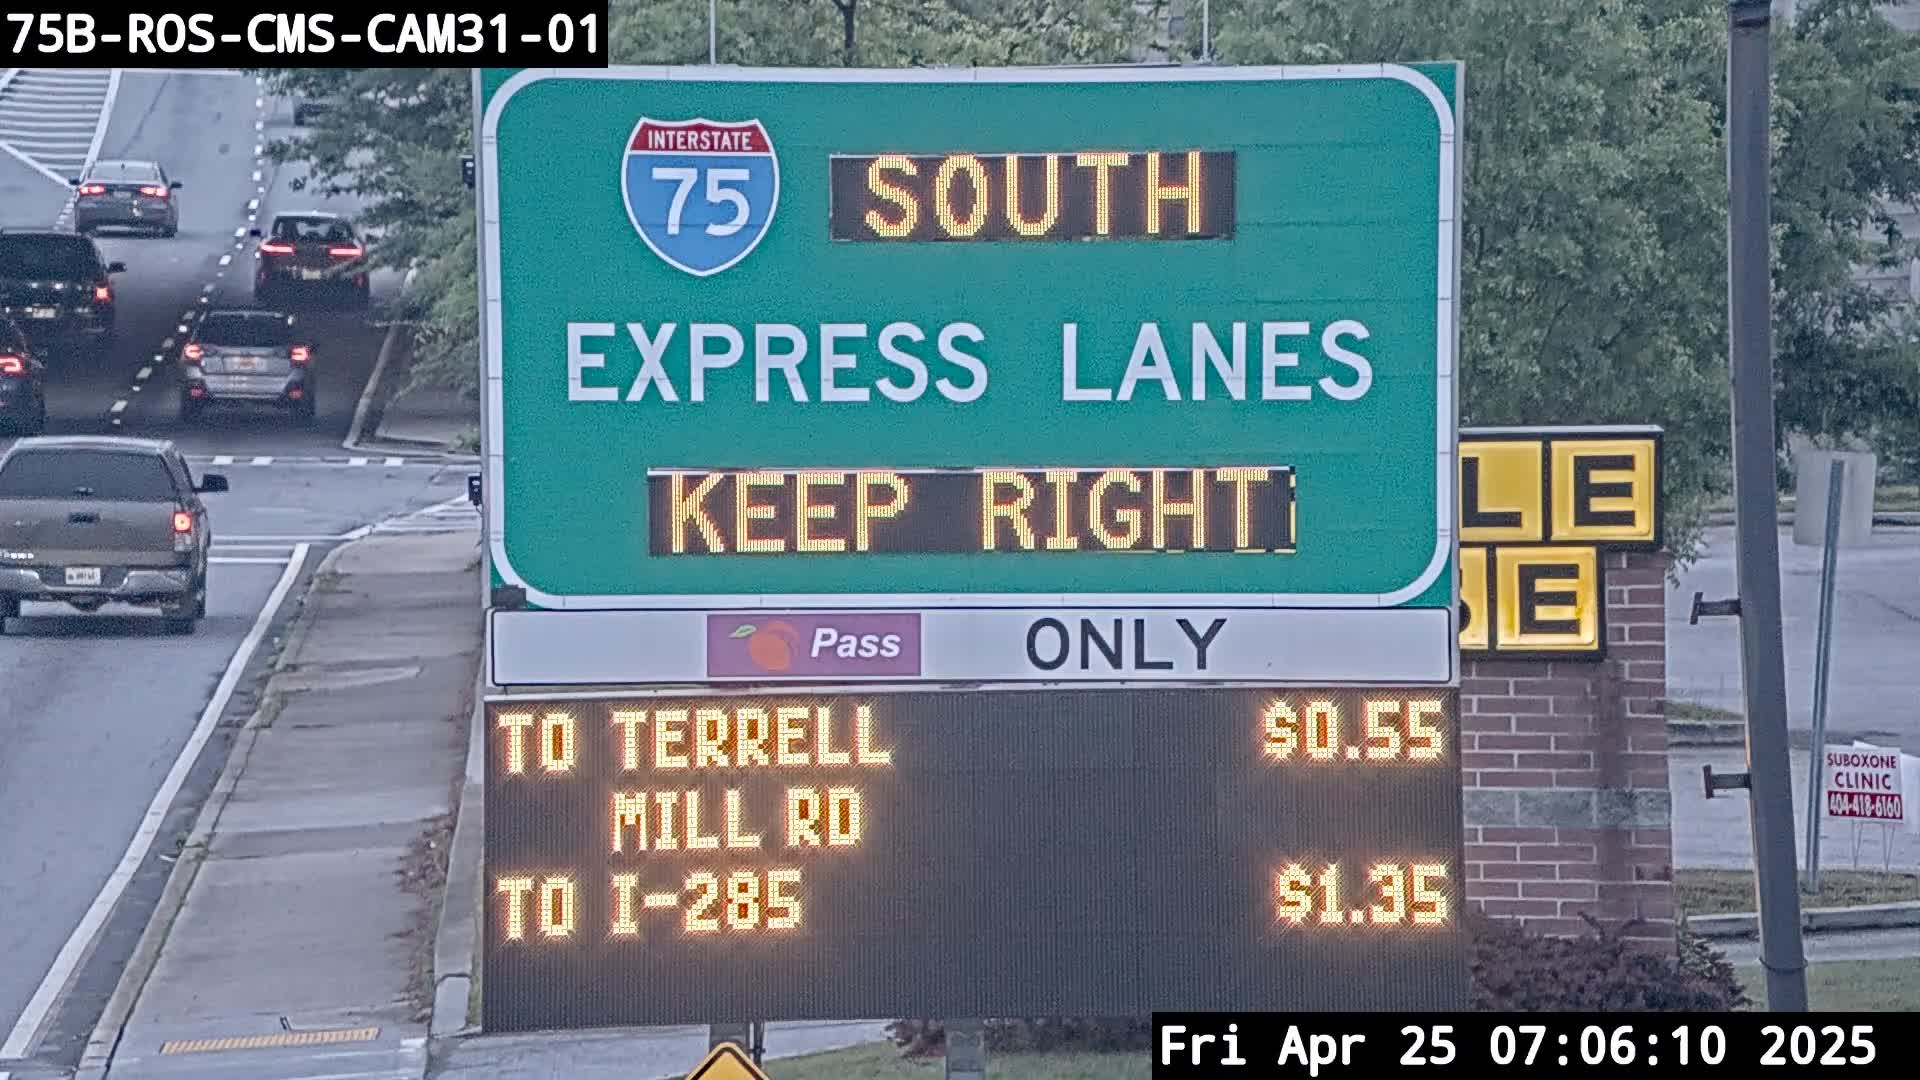 75B-ROS-CMS-CAM31-01
INTERSTATE
75
SOUTH
EXPRESS LANES
KEEP RIGHT
Pass ONLY
TO TERRELL $0.55
MILL RD
TO I-285 $1.35
LE
E
SUBOXONE
CLINIC
404-418-6160
Fri Apr 25 07:06:10 2025